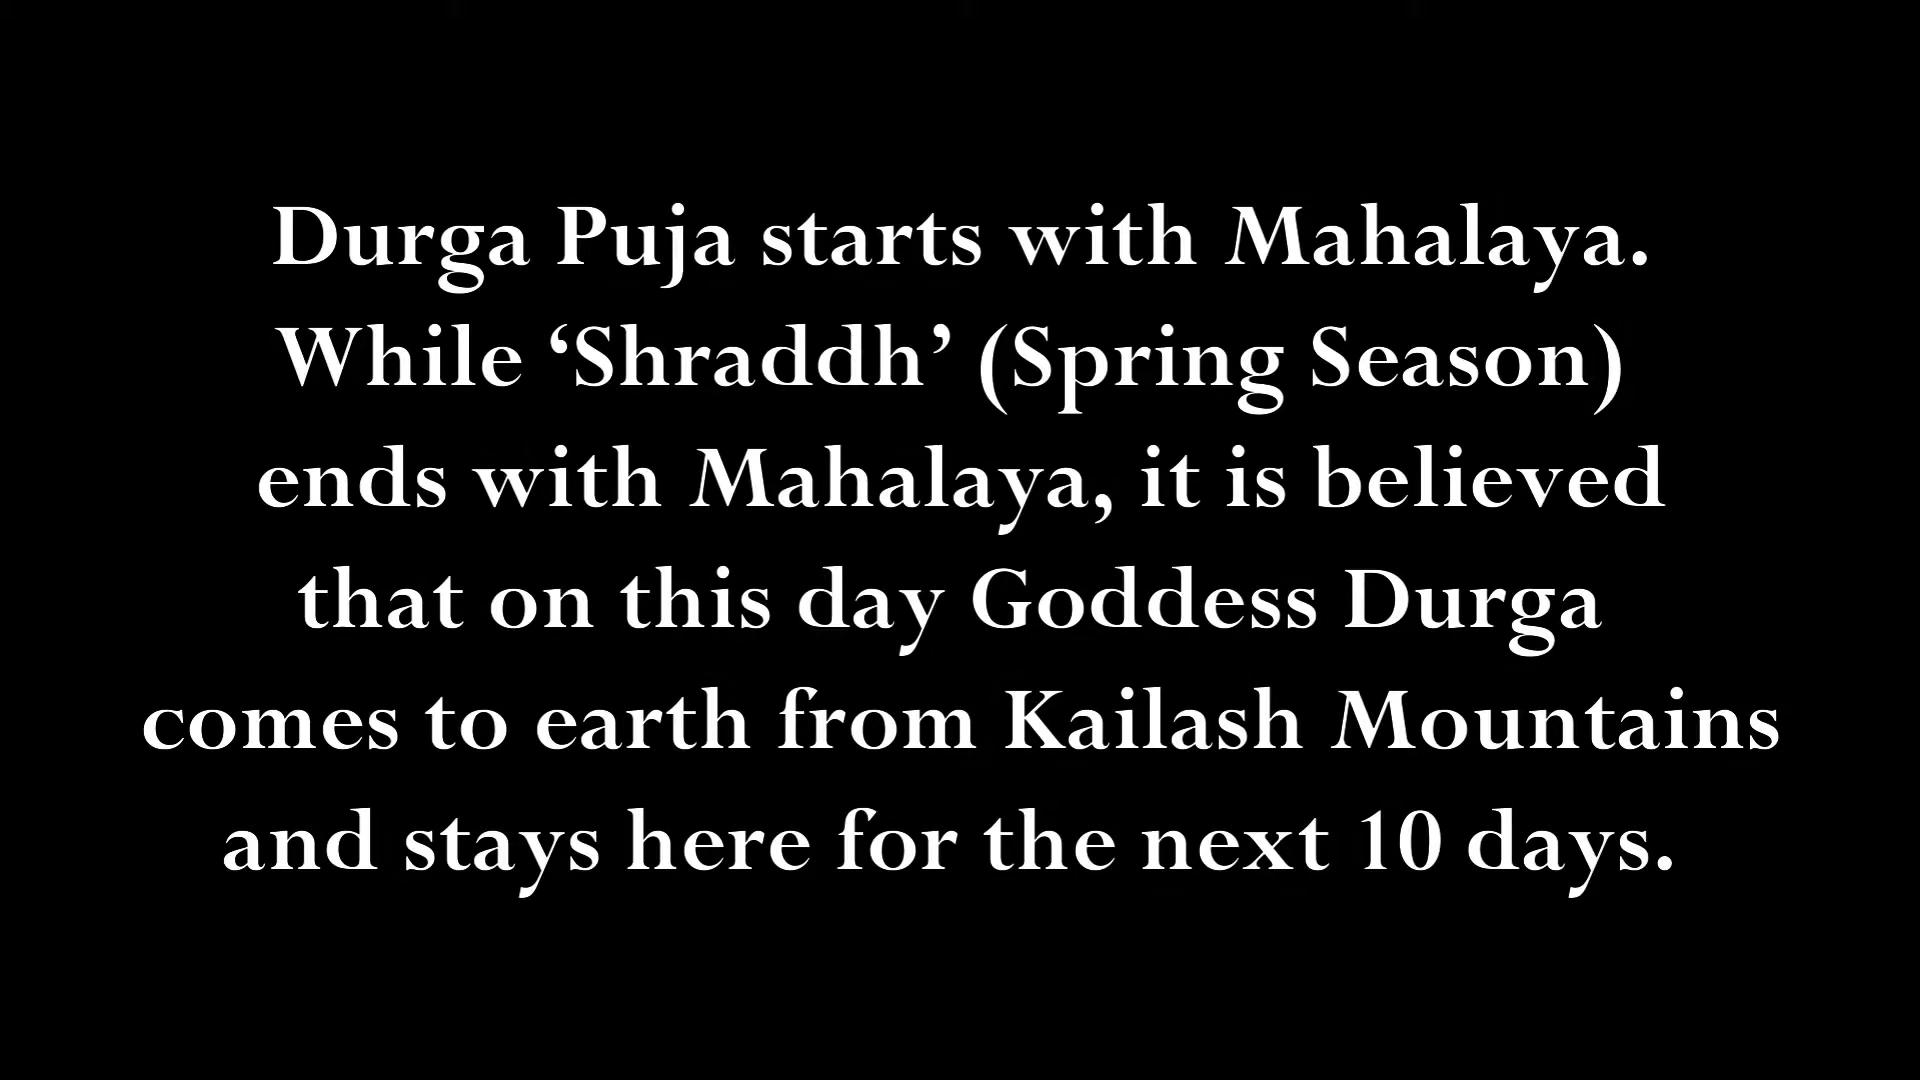 Durga Puja starts with Mahalaya.
While ‘Shraddh’ (Spring Season)
ends with Mahalaya, it is believed
that on this day Goddess Durga
comes to earth from Kailash Mountains
and stays here for the next 10 days.